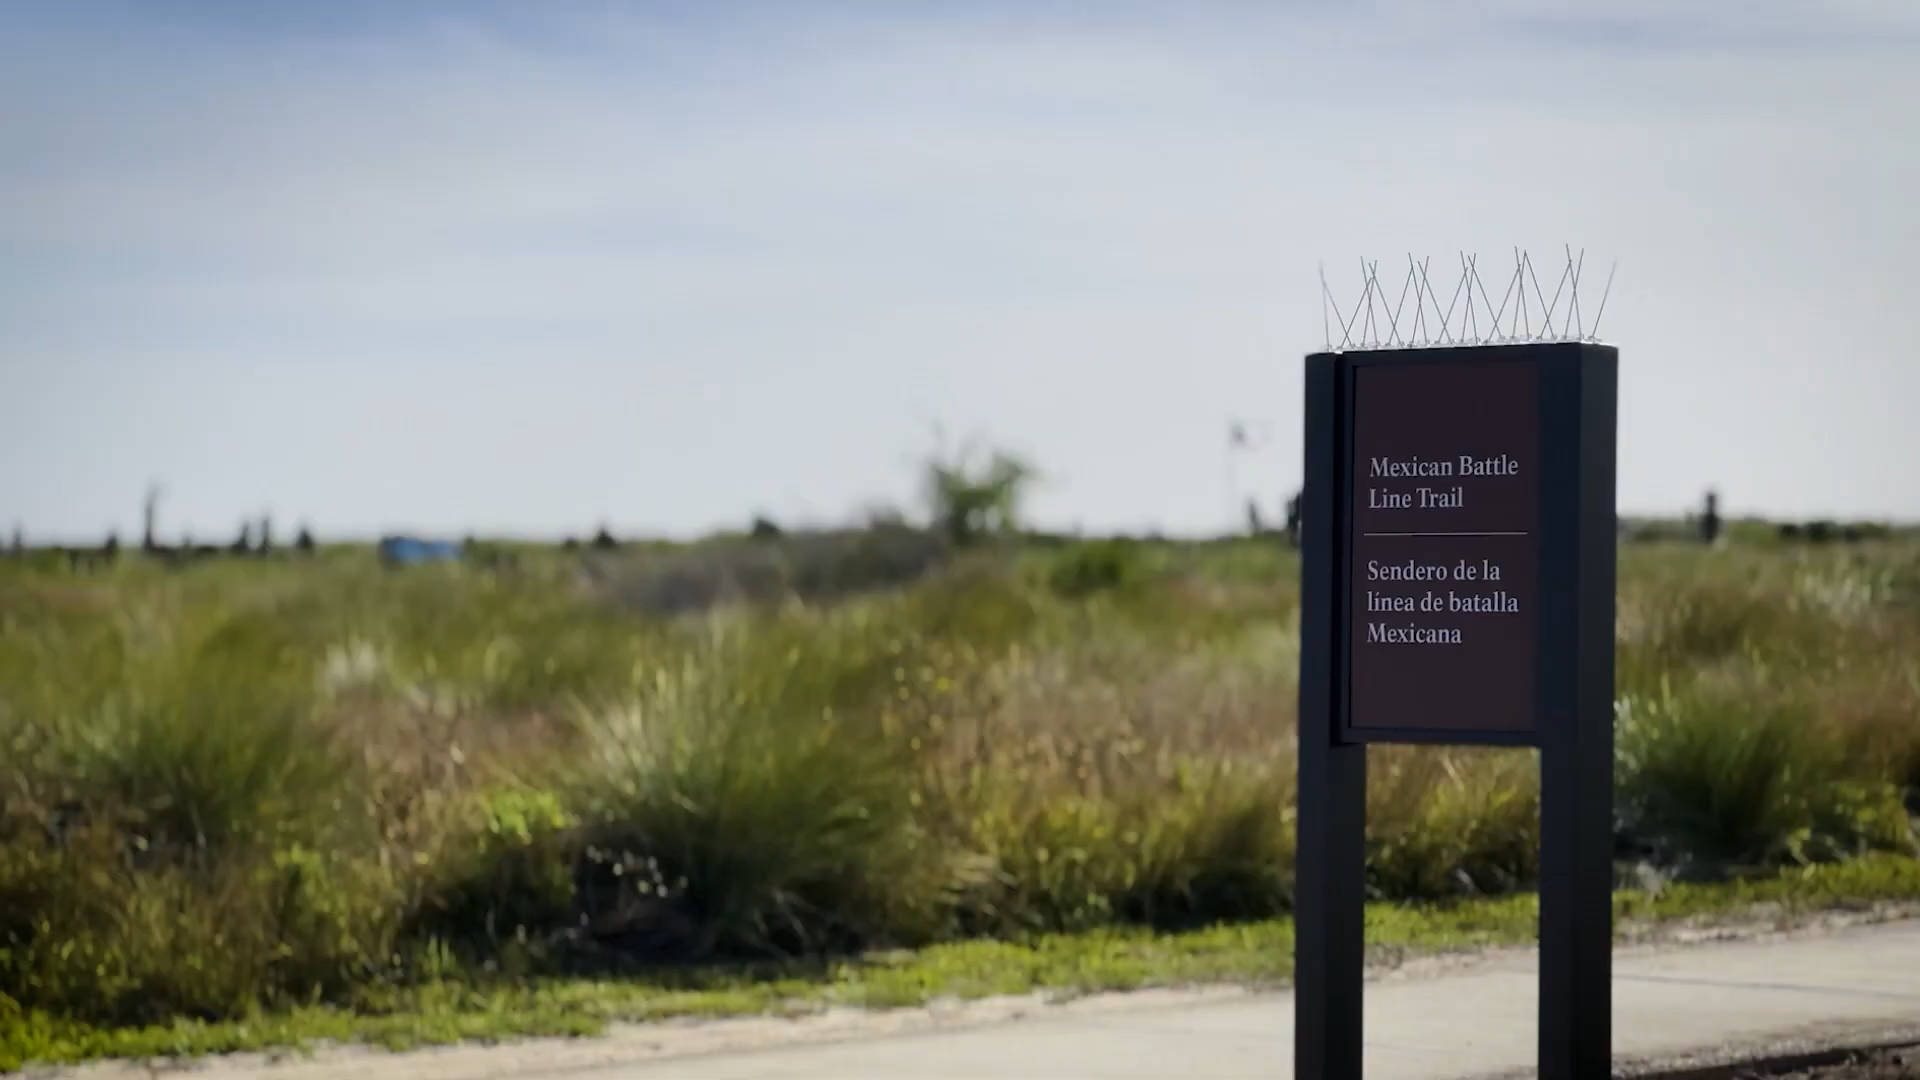 Mexican Battle
Line Trail
Sendero de la
línea de batalla
Mexicana